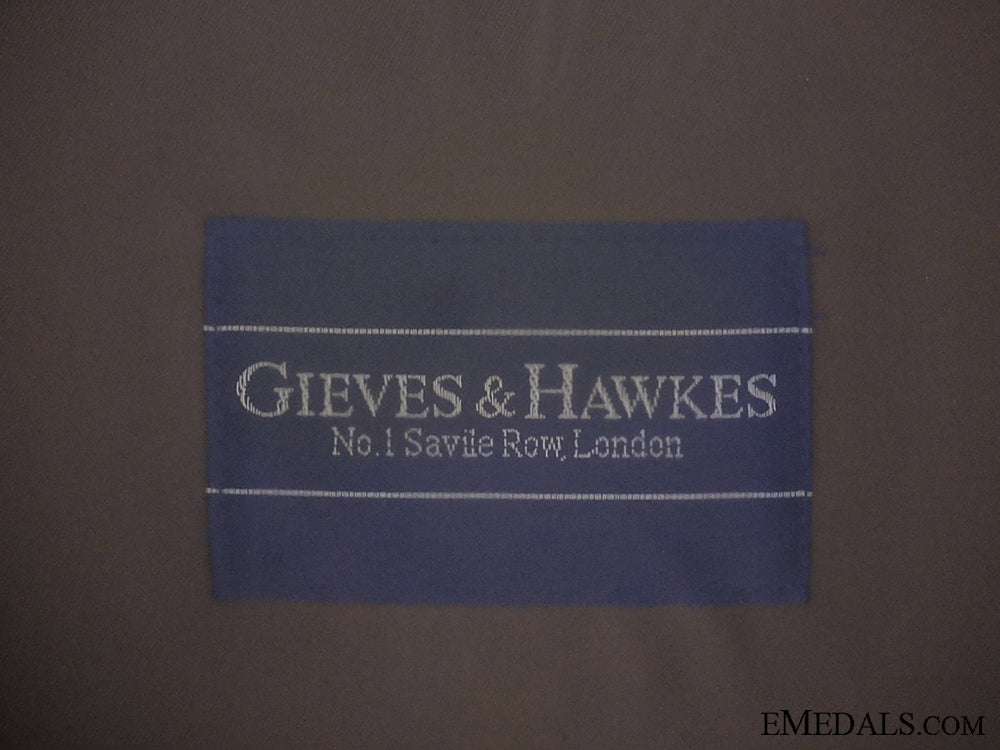 GIEVES & HAWKES
No.1 Savile Row, London
EMEDALS.COM